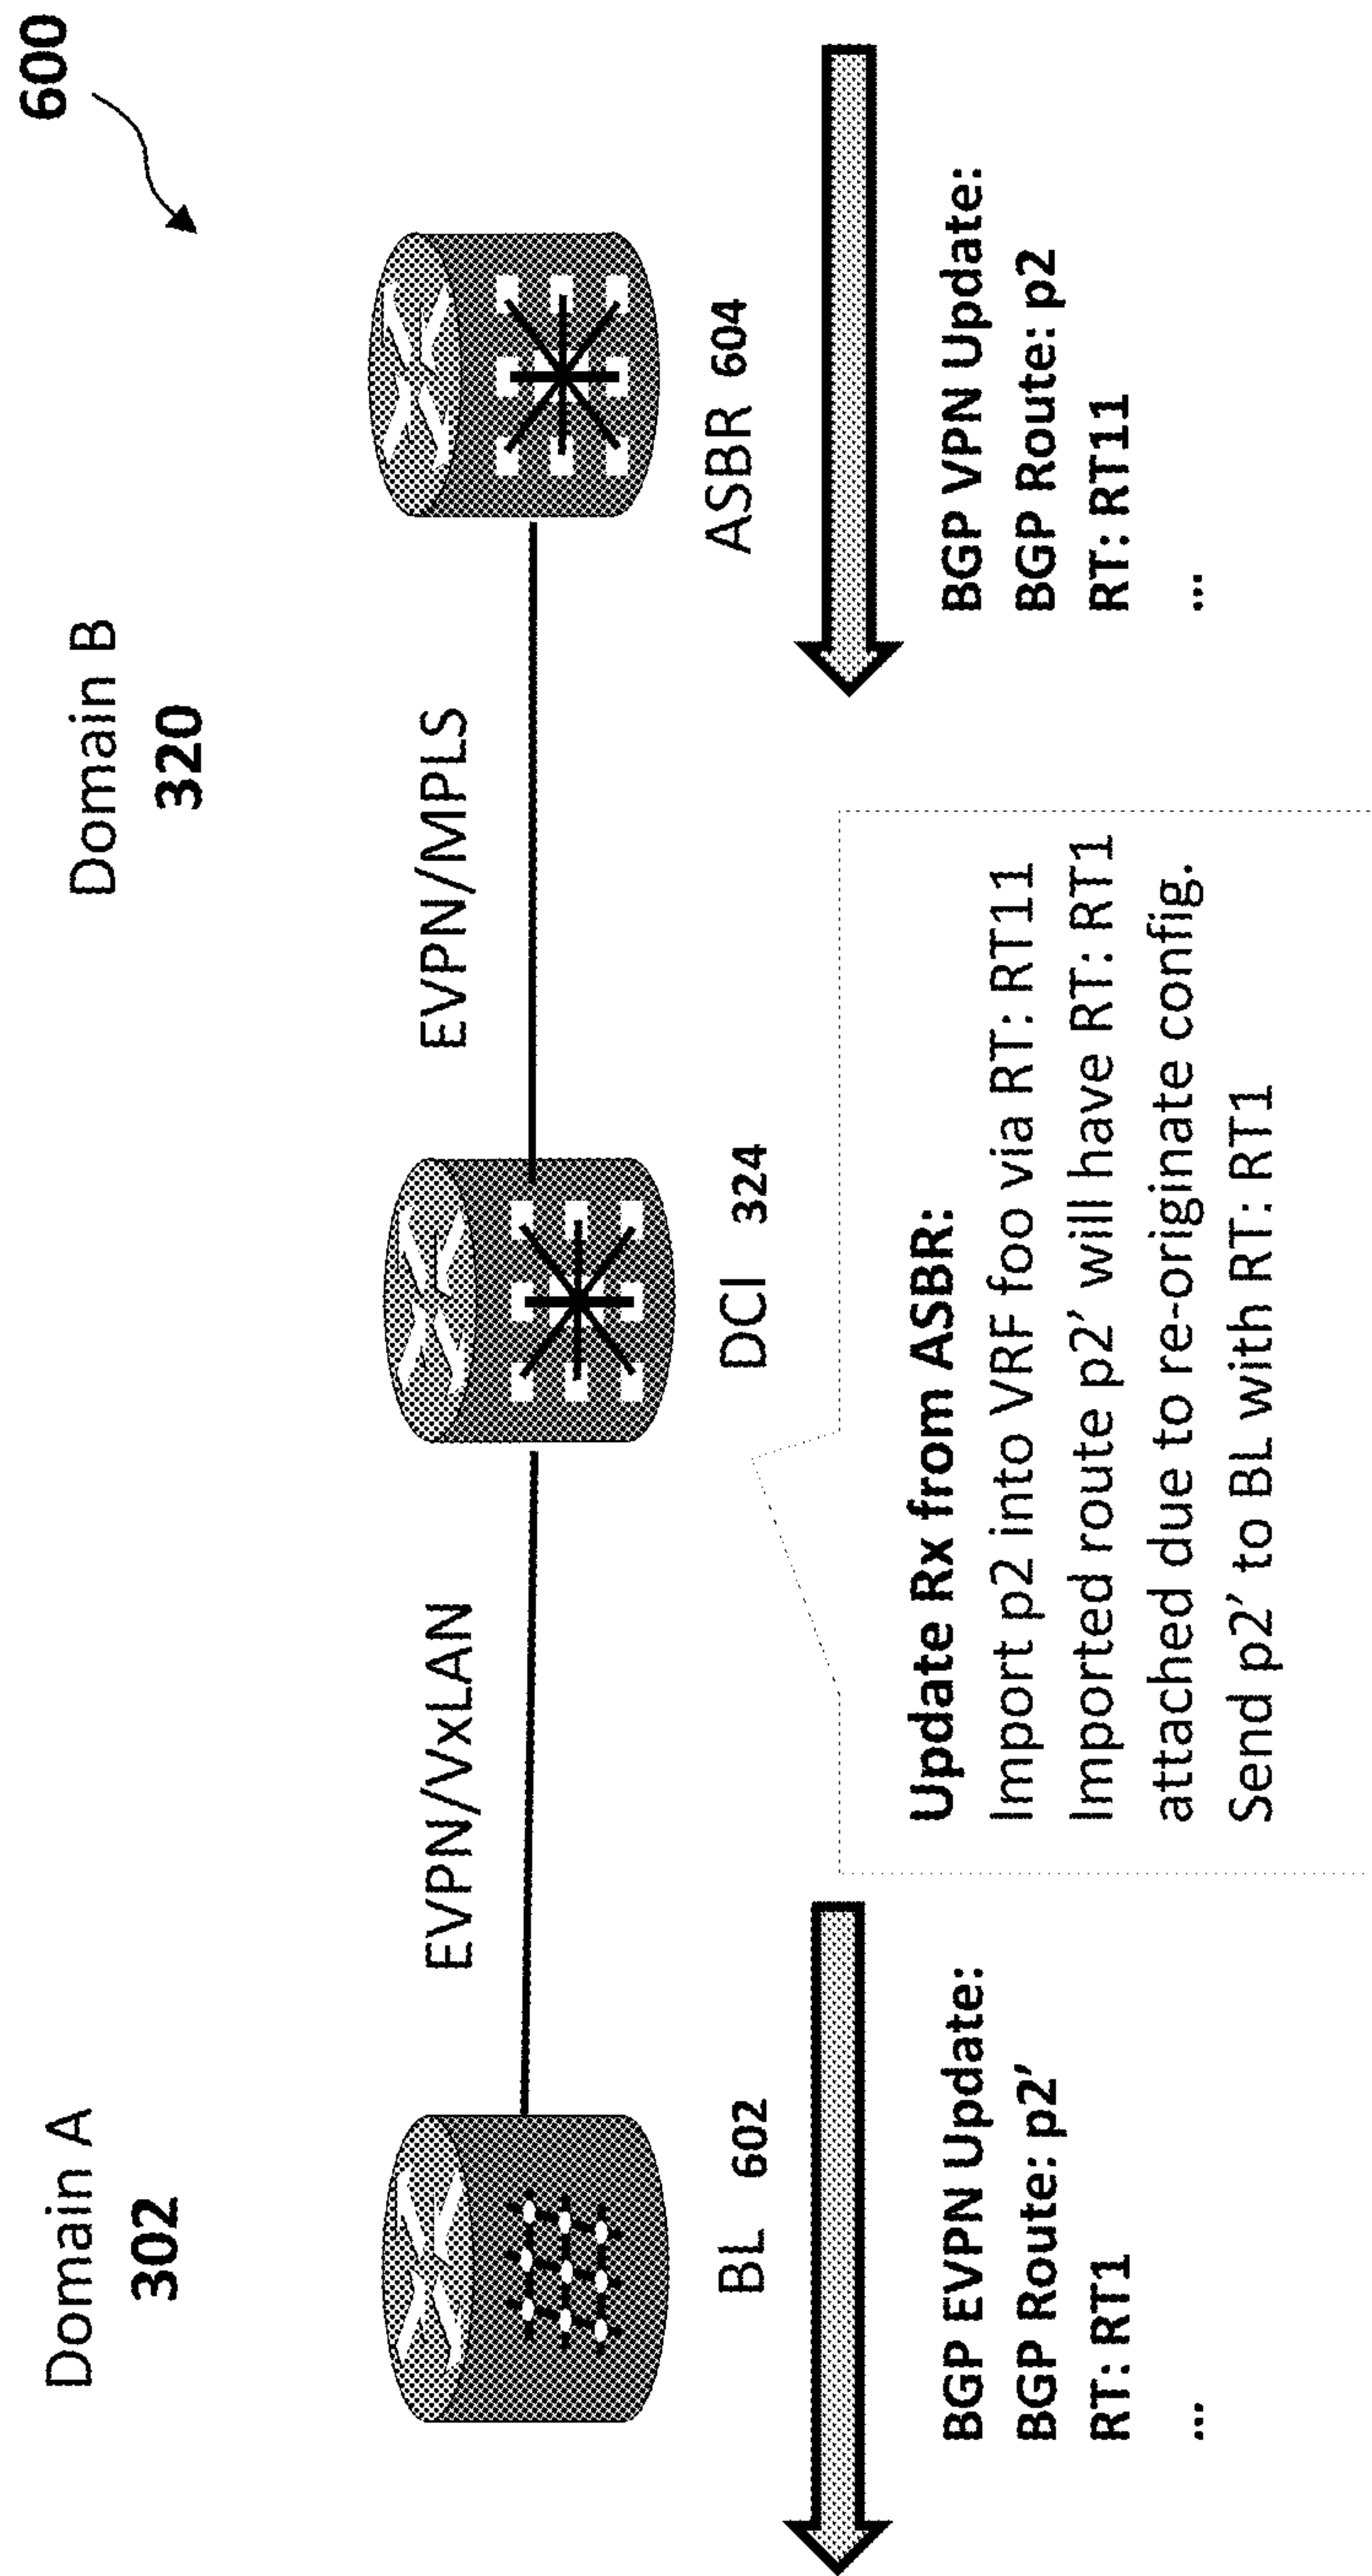 600
Domain A
302
Domain B
320
EVPN/VxLAN
EVPN/MPLS
BL 602
DCI 324
ASBR 604
BGP EVPN Update:
BGP Route: p2′
RT: RT1
...
Update Rx from ASBR:
Import p2 into VRF foo via RT: RT11
Imported route p2′ will have RT: RT1
attached due to re-originate config.
Send p2′ to BL with RT: RT1
BGP VPN Update:
BGP Route: p2
RT: RT11
...